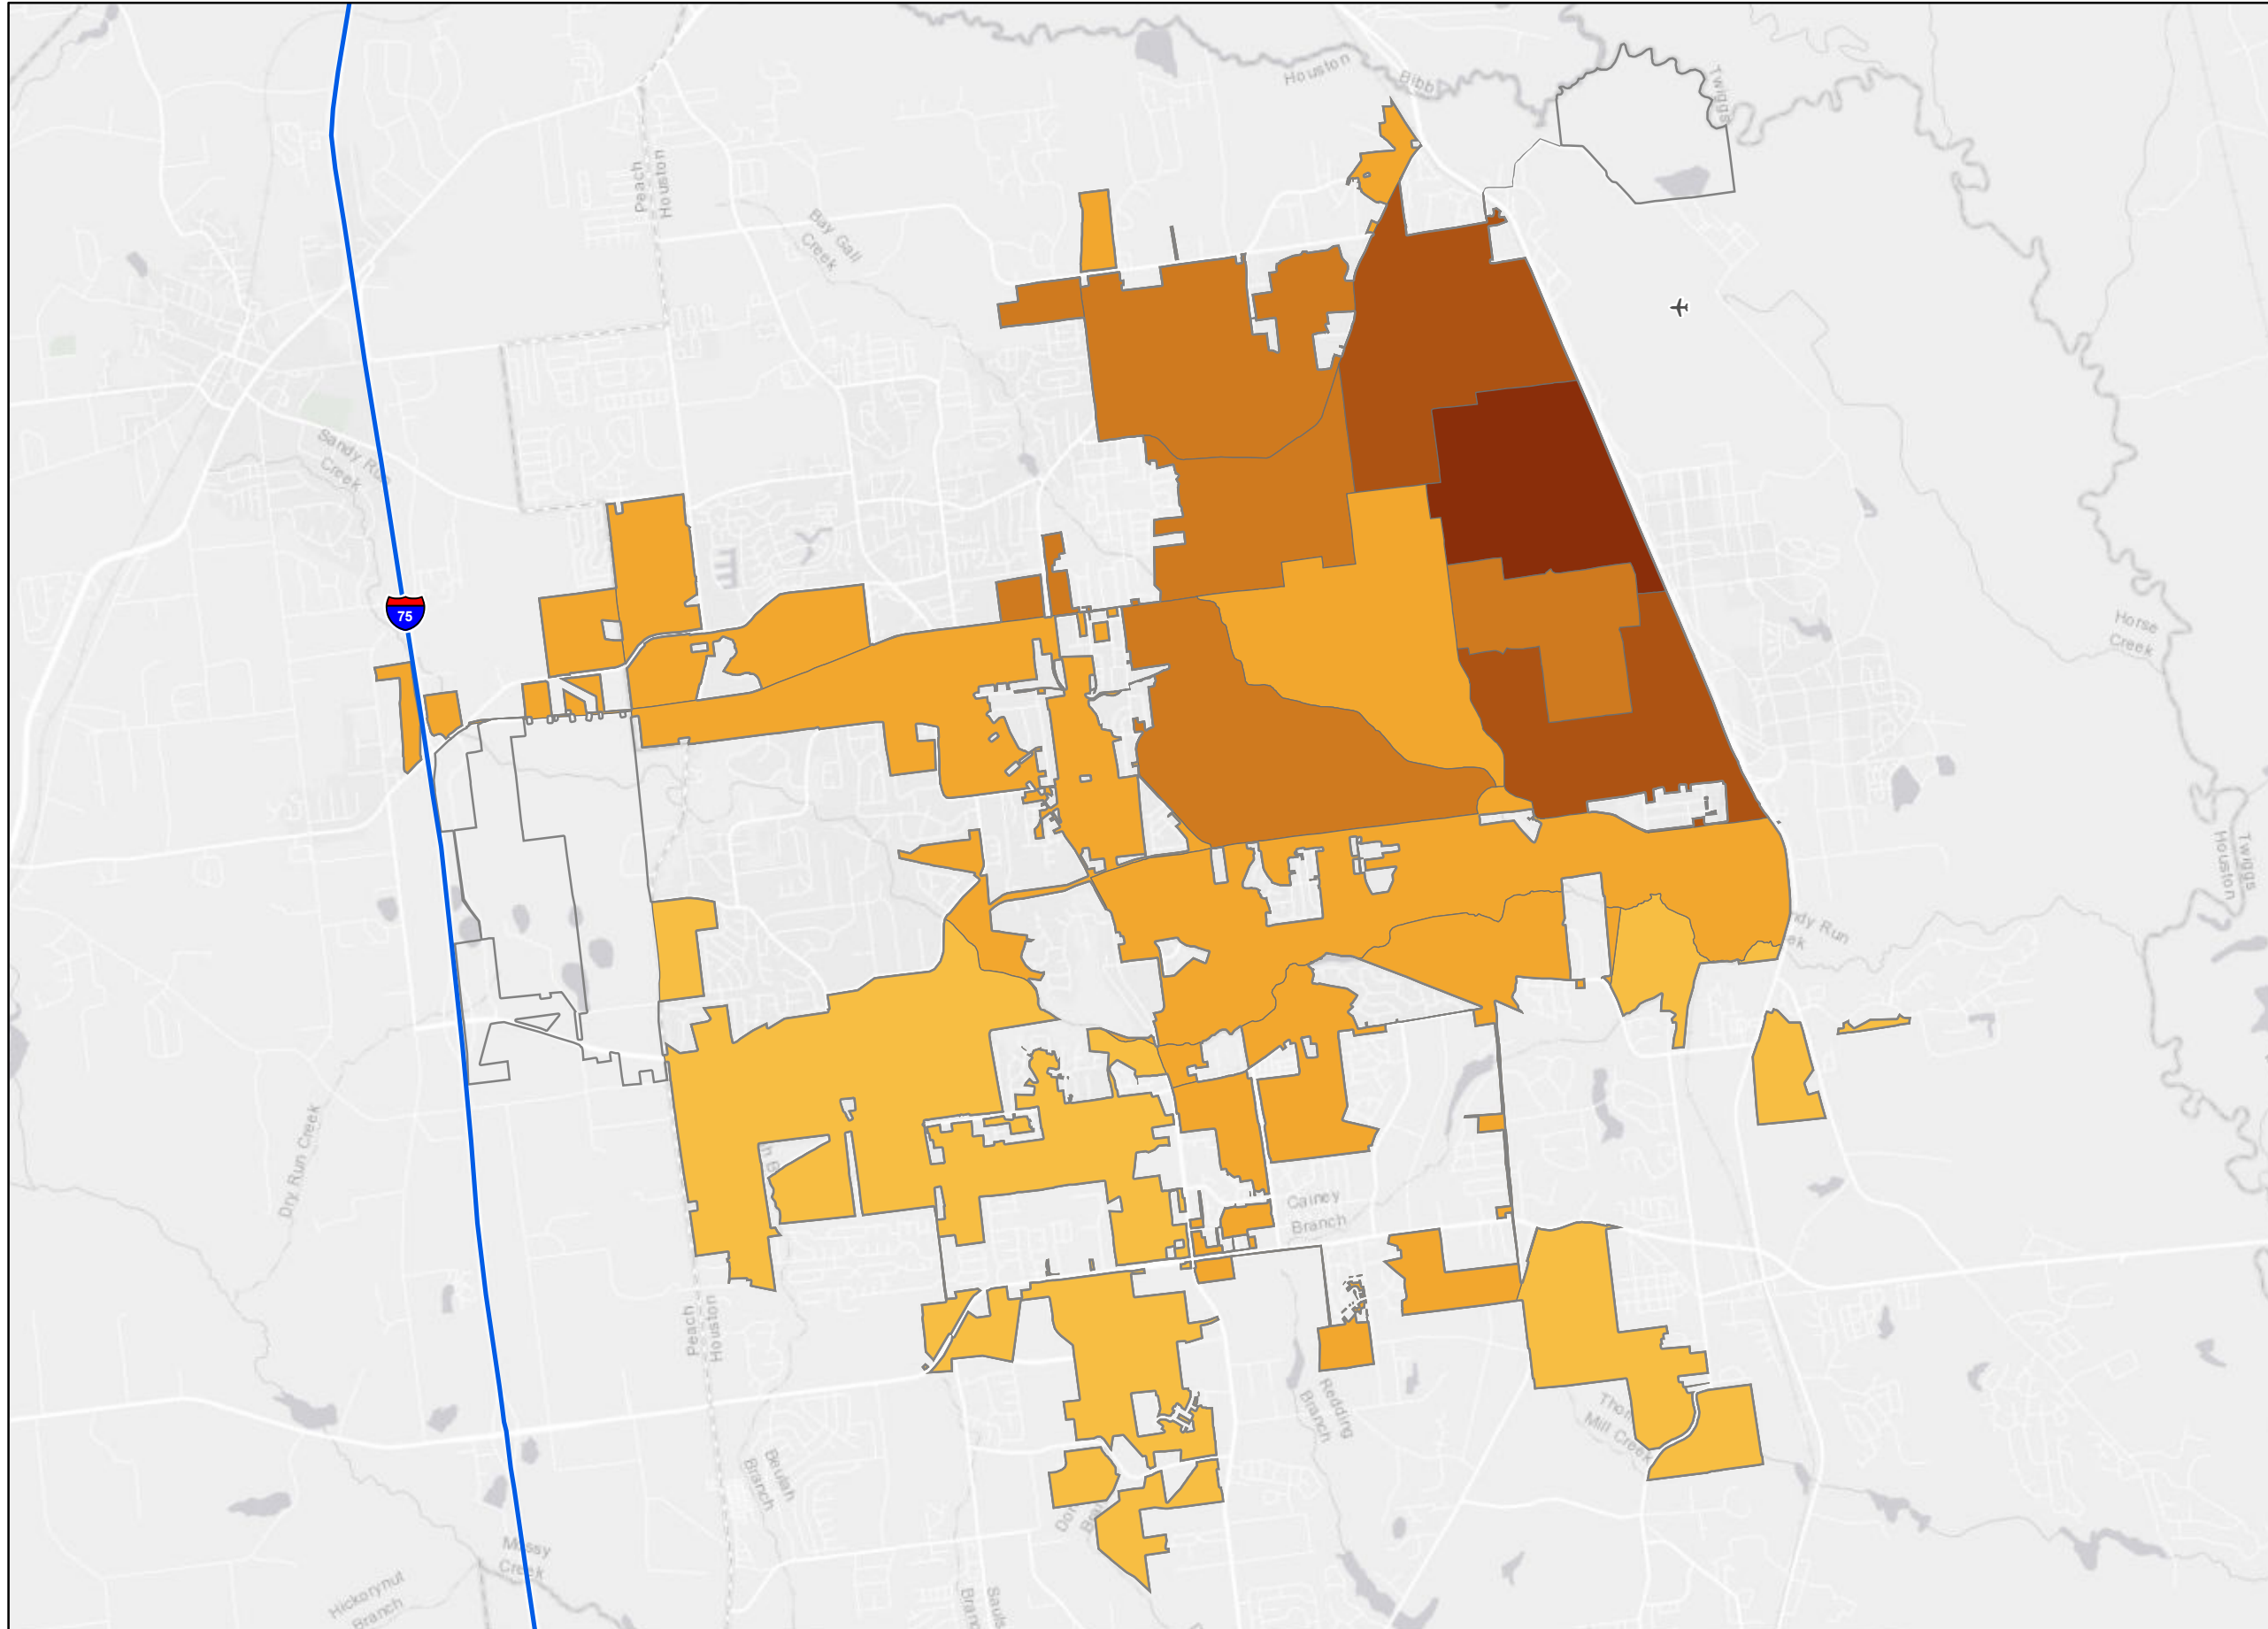 Houston
Bibb
Twiggs
Peach
Houston
Bay Gall
Creek
Sandy Run
Creek
75
Horse
Creek
Twiggs
Houston
Dry Run Creek
Cainey
Branch
Peach
Houston
Redding
Branch
Mill Creek
Beulah
Branch
Mossy
Creek
Hickorynut
Branch
Sauls